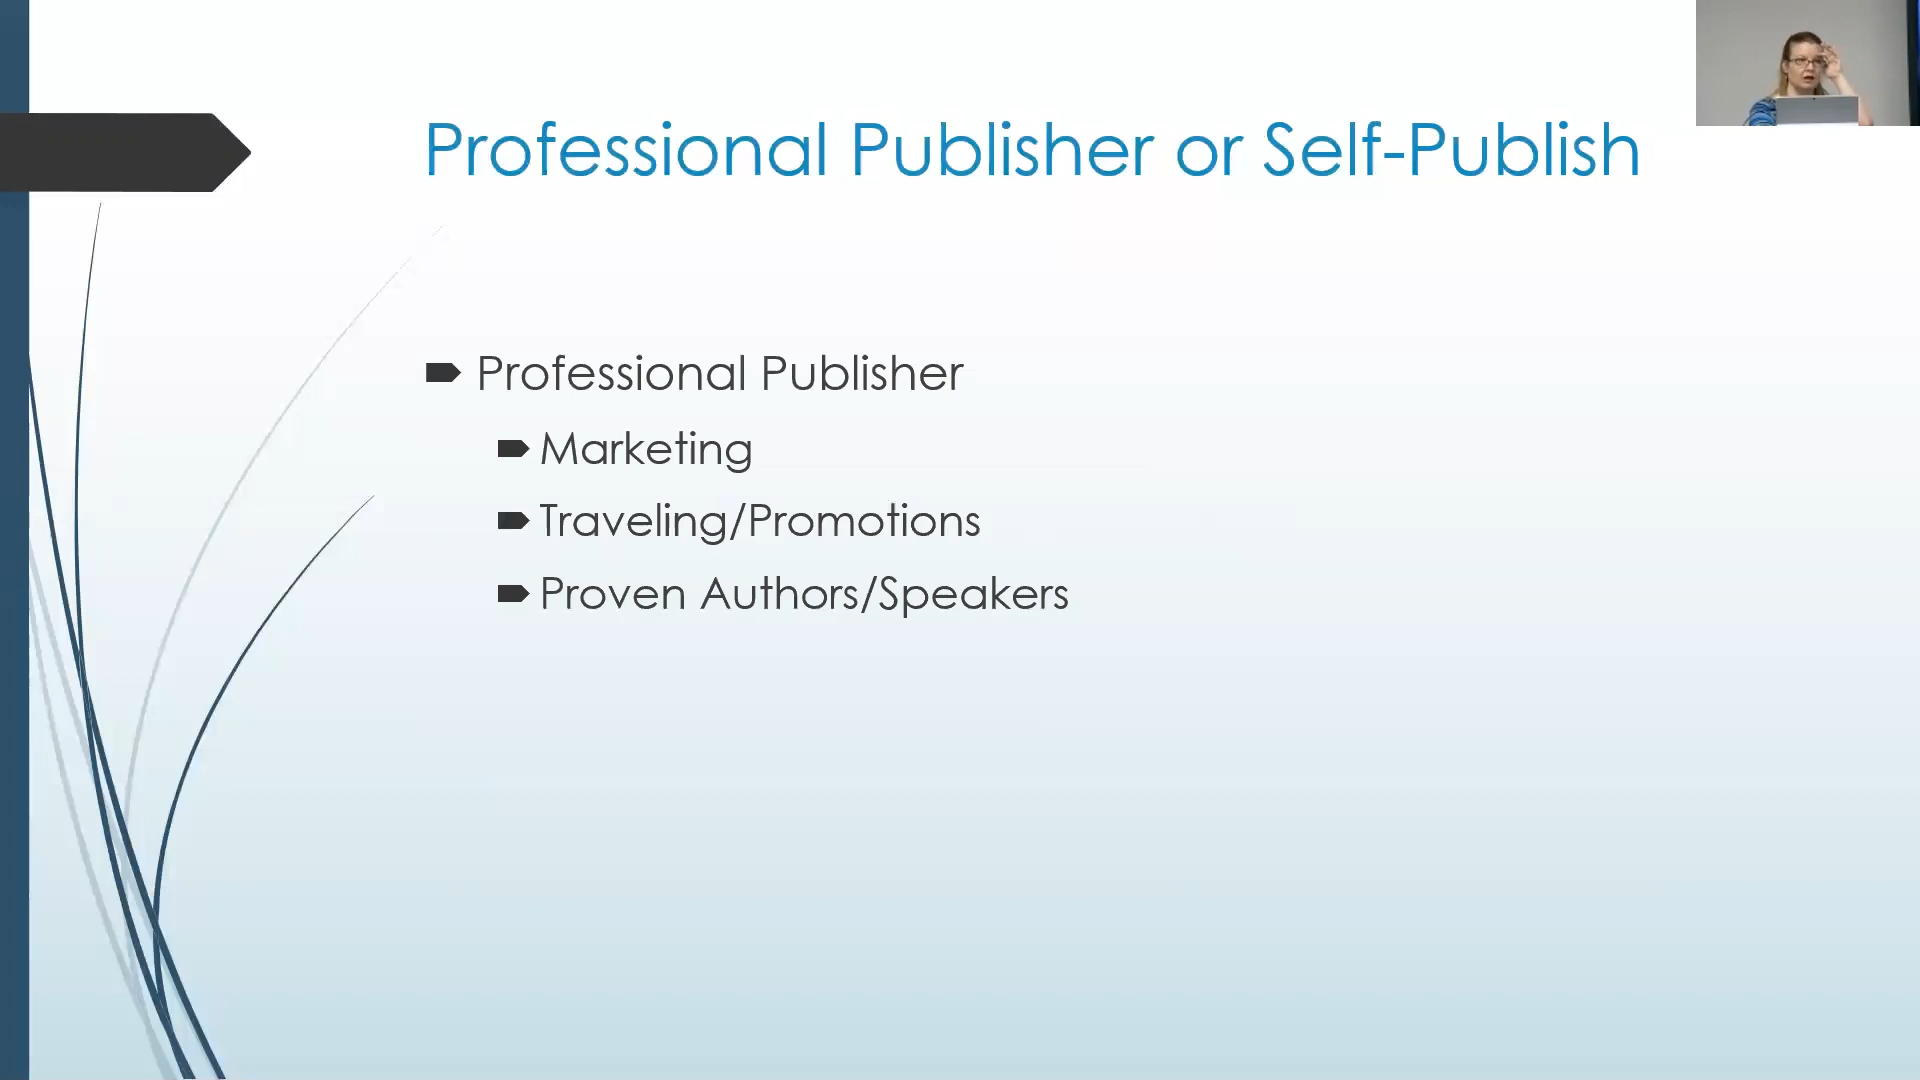 Professional Publisher or Self-Publish
Professional Publisher
Marketing
Traveling/Promotions
Proven Authors/Speakers